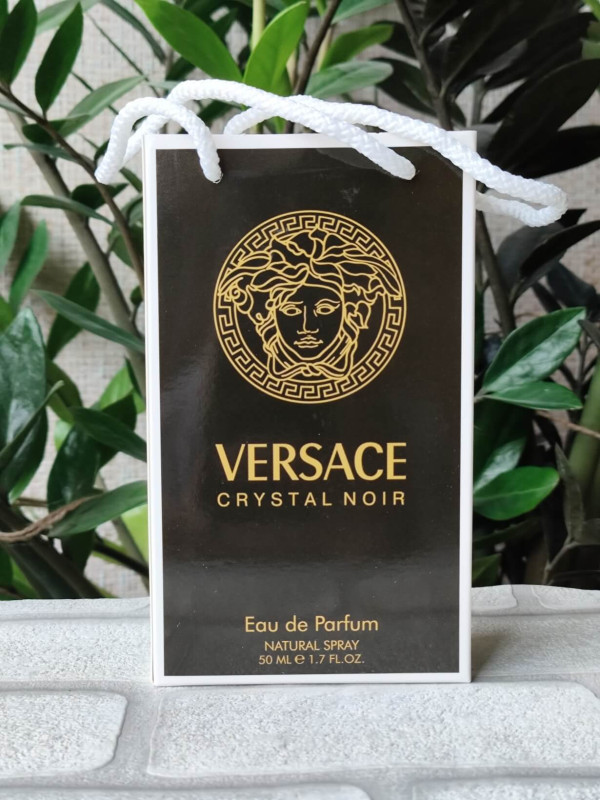 VERSACE
CRYSTAL NOIR
Eau de Parfum
NATURAL SPRAY
50 ML ℮ 1.7 FL.OZ.